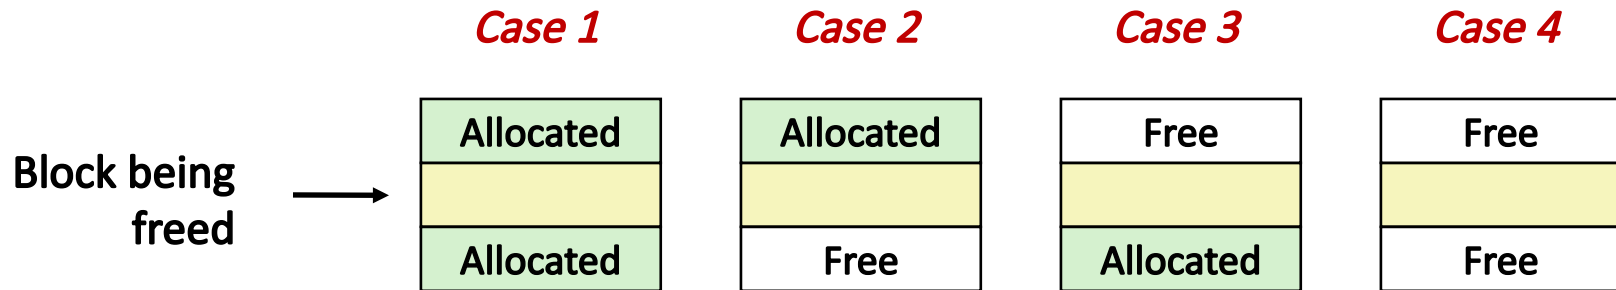 Case 1 Case 2 Case 3 Case 4
Allocated Allocated Free Free
Block being
freed
Allocated Free Allocated Free